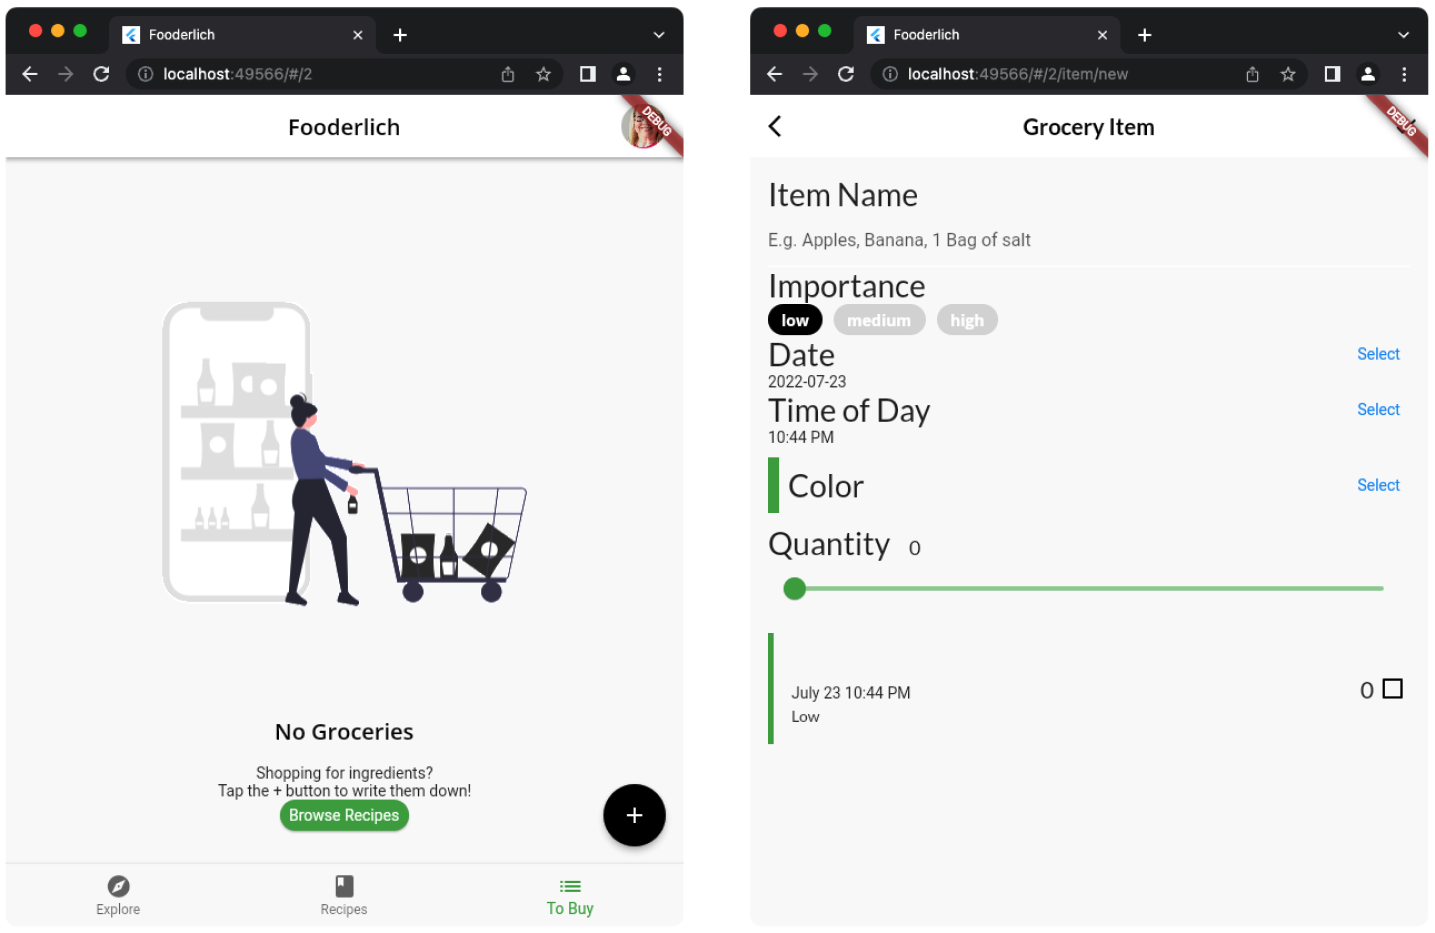 Fooderlich
localhost:49566/#/2
Fooderlich
DEBUG
No Groceries
Shopping for ingredients?
Tap the + button to write them down!
Browse Recipes
+
Explore
Recipes
To Buy
Fooderlich
localhost:49566/#/2/item/new
Grocery Item
DEBUG
Item Name
E.g. Apples, Banana, 1 Bag of salt
Importance
low medium high
Date Select
2022-07-23
Time of Day Select
10:44 PM
Color Select
Quantity 0
July 23 10:44 PM 0
Low